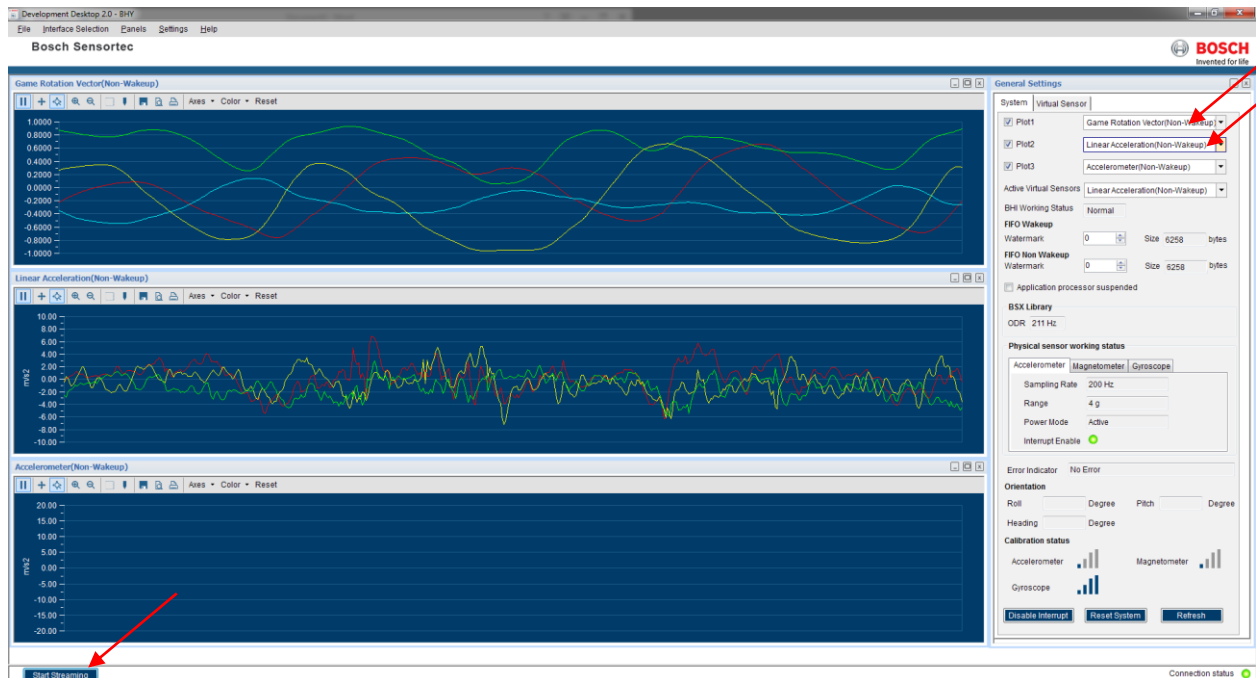 Development Desktop 2.0 - BHY
File Interface Selection Panels Settings Help
Bosch Sensortec
BOSCH
Invented for life
Game Rotation Vector(Non-Wakeup)
Axes Color Reset
1.0000
0.8000
0.6000
0.4000
0.2000
0.0000
-0.2000
-0.4000
-0.6000
-0.8000
-1.0000
Linear Acceleration(Non-Wakeup)
Axes Color Reset
10.00
8.00
6.00
4.00
2.00
0.00
-2.00
-4.00
-6.00
-8.00
-10.00
m/s2
Accelerometer(Non-Wakeup)
Axes Color Reset
20.00
15.00
10.00
5.00
0.00
-5.00
-10.00
-15.00
-20.00
m/s2
Start Streaming
General Settings
System Virtual Sensor
Plot1 Game Rotation Vector(Non-Wakeup)
Plot2 Linear Acceleration(Non-Wakeup)
Plot3 Accelerometer(Non-Wakeup)
Active Virtual Sensors Linear Acceleration(Non-Wakeup)
BHI Working Status Normal
FIFO Wakeup
Watermark 0 Size 6258 bytes
FIFO Non Wakeup
Watermark 0 Size 6258 bytes
Application processor suspended
BSX Library
ODR 211 Hz
Physical sensor working status
Accelerometer Magnetometer Gyroscope
Sampling Rate 200 Hz
Range 4 g
Power Mode Active
Interrupt Enable
Error Indicator No Error
Orientation
Roll Degree Pitch Degree
Heading Degree
Calibration status
Accelerometer Magnetometer
Gyroscope
Disable Interrupt Reset System Refresh
Connection status